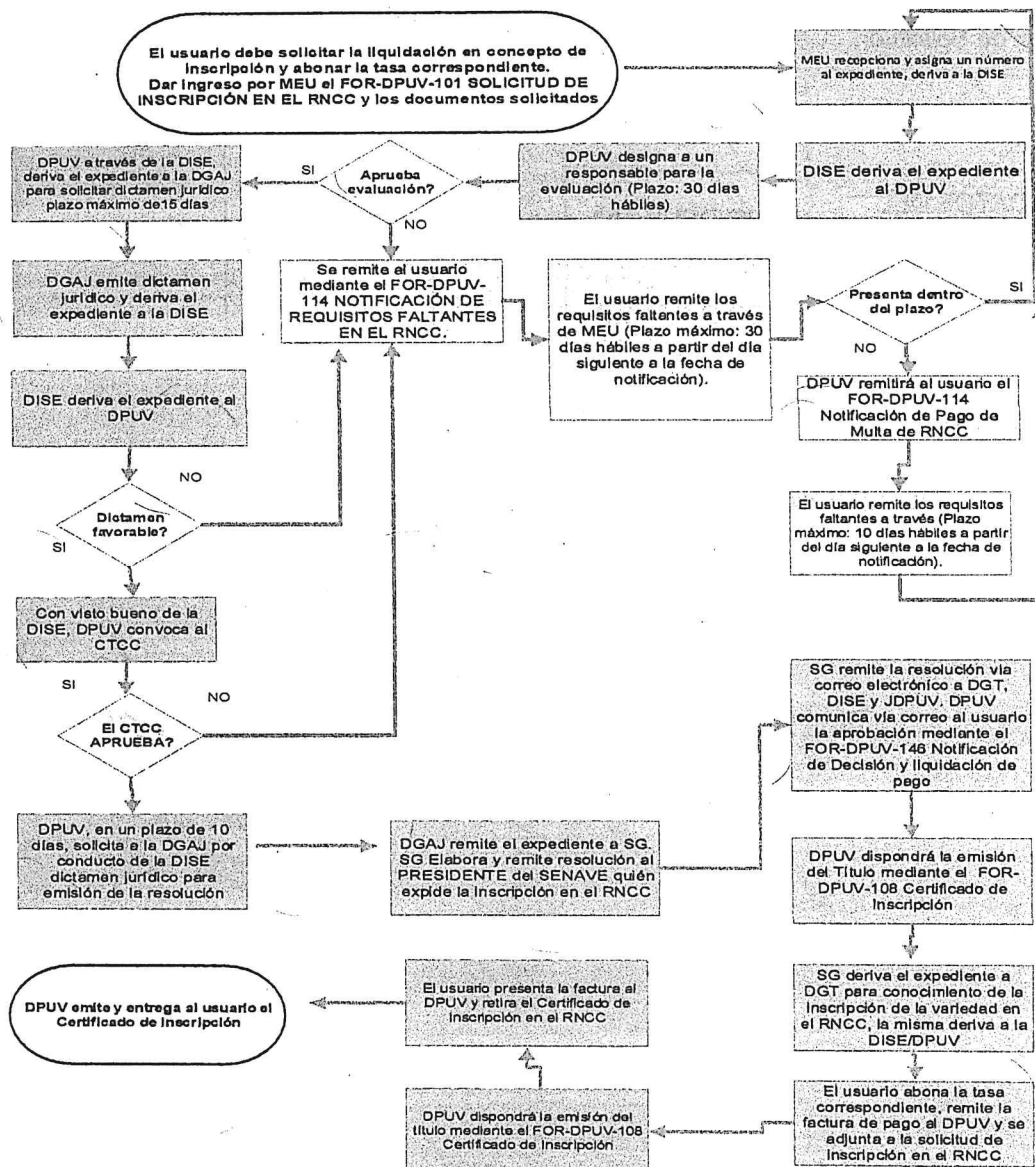 El usuario debe solicitar la liquidación en concepto de
inscripción y abonar la tasa correspondiente.
Dar ingreso por MEU el FOR-DPUV-101 SOLICITUD DE
INSCRIPCIÓN EN EL RNCC y los documentos solicitados
MEU recepciona y asigna un número
al expediente, deriva a la DISE
DISE deriva el expediente
al DPUV
DPUV designa a un
responsable para la
evaluación (Plazo: 30 días
hábiles)
Aprueba
evaluación?
SI
NO
DPUV a través de la DISE,
deriva el expediente a la DGAJ
para solicitar dictamen jurídico
plazo máximo de 15 días
DGAJ emite dictamen
jurídico y deriva el
expediente a la DISE
DISE deriva el expediente al
DPUV
Dictamen
favorable?
NO
SI
Se remite el usuario
mediante el FOR-DPUV-
114 NOTIFICACIÓN DE
REQUISITOS FALTANTES
EN EL RNCC.
El usuario remite los
requisitos faltantes a través
de MEU (Plazo máximo: 30
días hábiles a partir del día
siguiente a la fecha de
notificación).
Presenta dentro
del plazo?
SI
NO
DPUV remitirá al usuario el
FOR-DPUV-114
Notificación de Pago de
Multa de RNCC
El usuario remite los requisitos
faltantes a través (Plazo
máximo: 10 días hábiles a partir
del día siguiente a la fecha de
notificación).
Con visto bueno de la
DISE, DPUV convoca al
CTCC
SI
NO
El CTCC
APRUEBA?
DPUV, en un plazo de 10
días, solicita a la DGAJ por
conducto de la DISE
dictamen jurídico para
emisión de la resolución
DGAJ remite el expediente a SG.
SG Elabora y remite resolución al
PRESIDENTE del SENAVE quién
expide la Inscripción en el RNCC
SG remite la resolución vía
correo electrónico a DGT,
DISE y JDPUV. DPUV
comunica vía correo al usuario
la aprobación mediante el
FOR-DPUV-146 Notificación
de Decisión y liquidación de
pago
DPUV dispondrá la emisión
del Título mediante el FOR-
DPUV-108 Certificado de
Inscripción
SG deriva el expediente a
DGT para conocimiento de la
Inscripción de la variedad en
el RNCC, la misma deriva a la
DISE/DPUV
El usuario abona la tasa
correspondiente, remite la
factura de pago al DPUV y se
adjunta a la solicitud de
Inscripción en el RNCC
DPUV dispondrá la emisión del
título mediante el FOR-DPUV-108
Certificado de Inscripción
El usuario presenta la factura al
DPUV y retira el Certificado de
Inscripción en el RNCC
DPUV emite y entrega al usuario el
Certificado de Inscripción